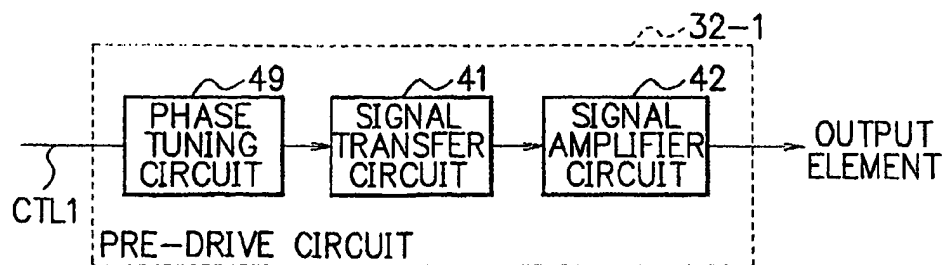 32-1
49
41
42
PHASE
TUNING
CIRCUIT
SIGNAL
TRANSFER
CIRCUIT
SIGNAL
AMPLIFIER
CIRCUIT
OUTPUT
ELEMENT
CTL1
PRE-DRIVE CIRCUIT